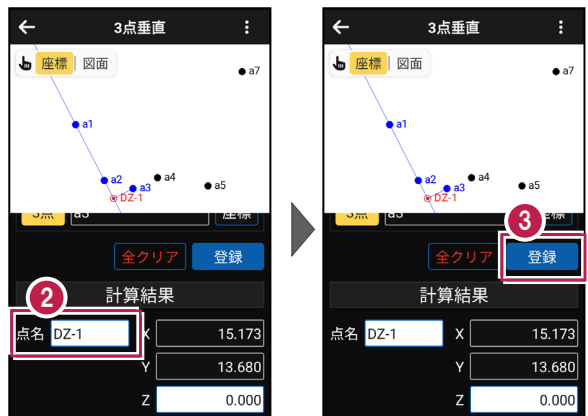 3点垂直
座標 図面
a7
a1
a2
a3
a4
a5
DZ-1
3点 a3 座標
全クリア 登録
計算結果
2
点名 DZ-1 X 15.173
Y 13.680
Z 0.000
3点垂直
座標 図面
a7
a1
a2
a3
a4
a5
DZ-1
3点 a3 座標
3
全クリア 登録
計算結果
点名 DZ-1 X 15.173
Y 13.680
Z 0.000